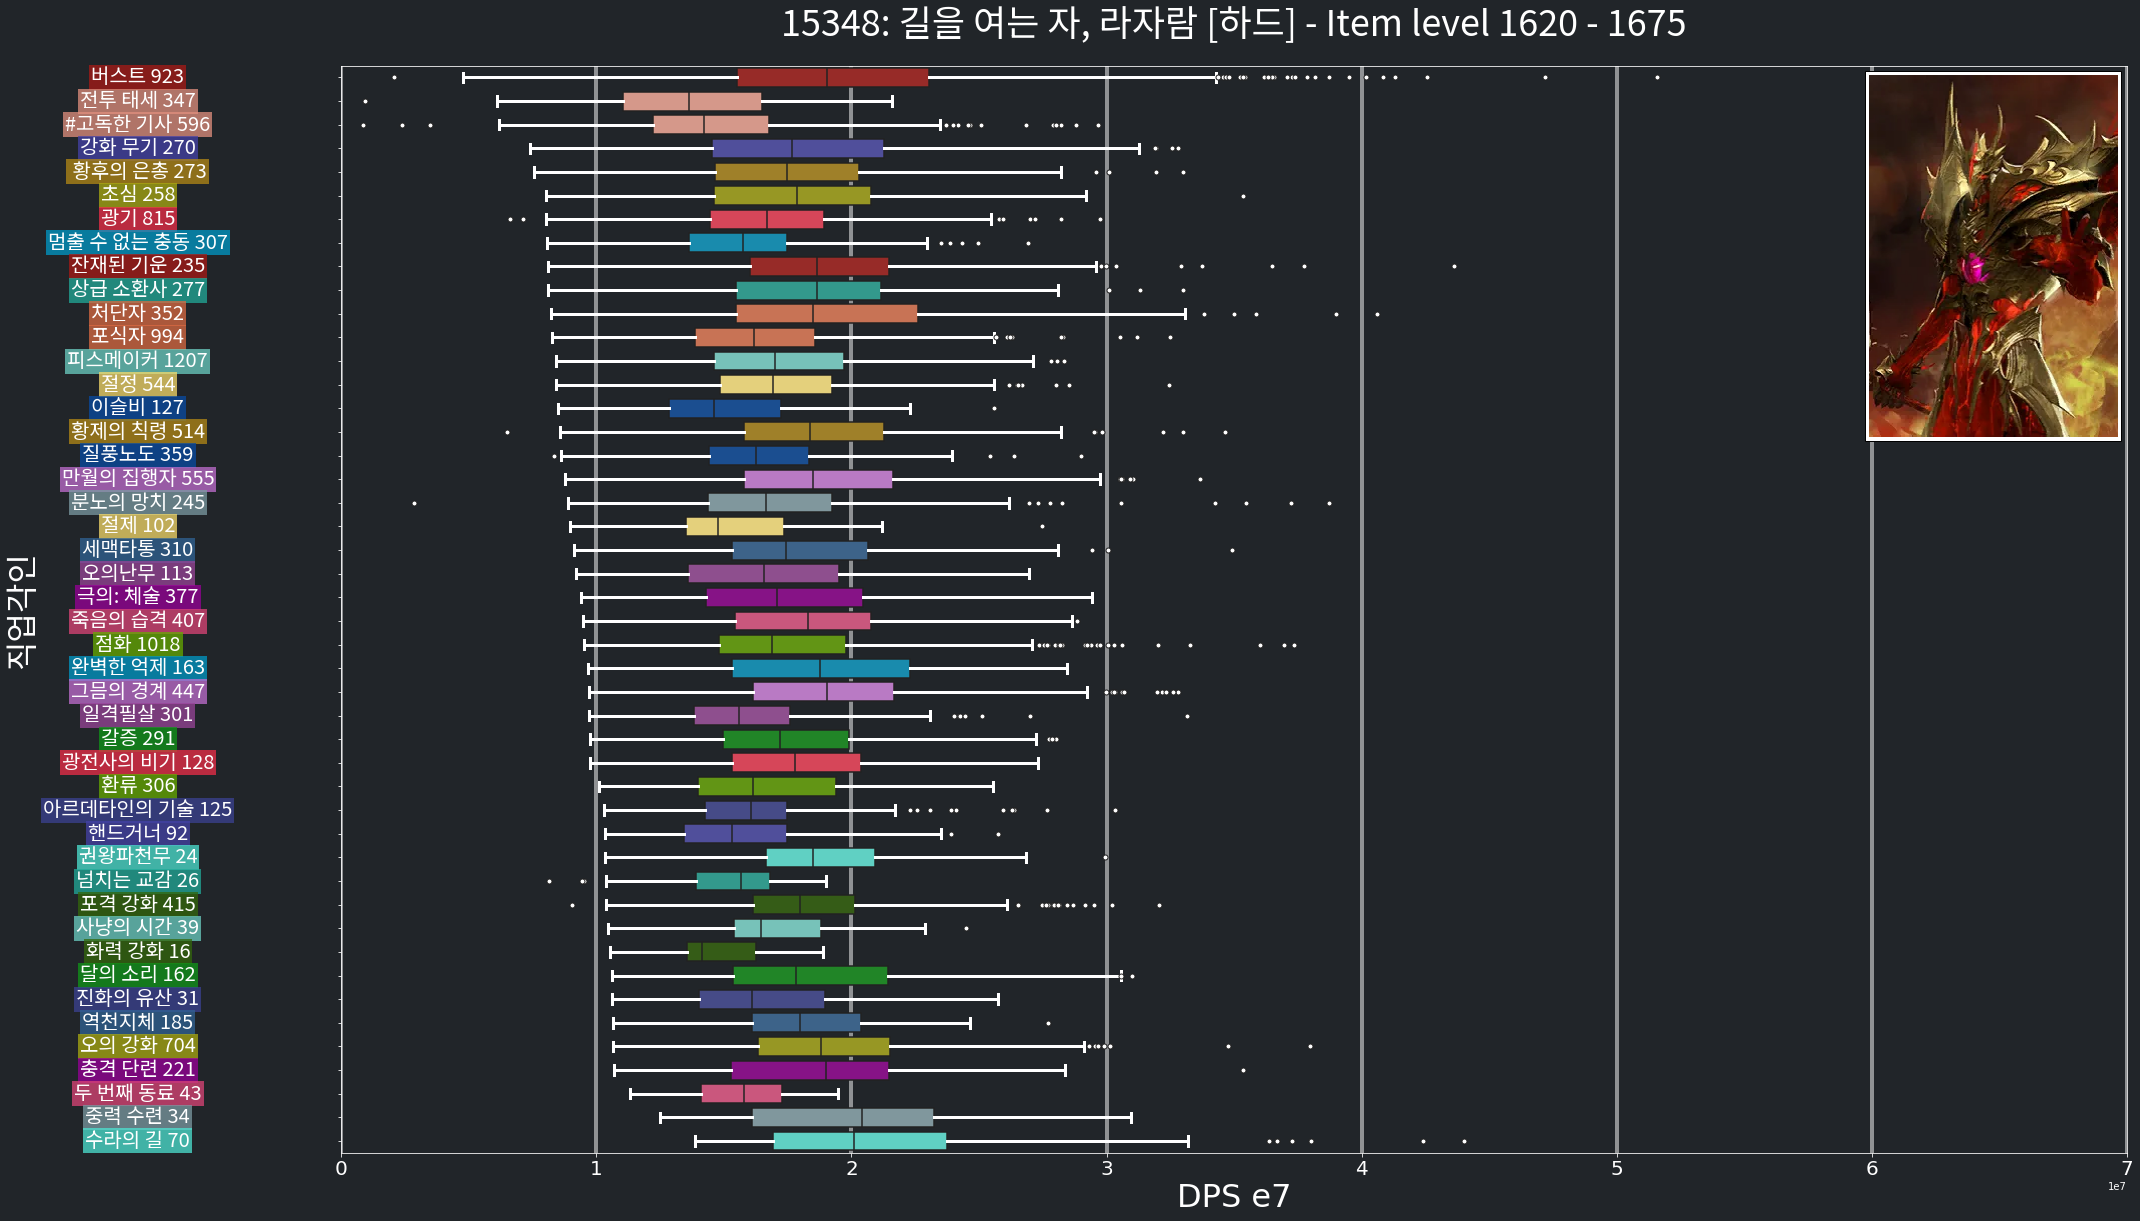 15348: 길을 여는 자, 라자람 [하드] - Item level 1620 - 1675
직업각인
버스트 923
전투 태세 347
#고독한 기사 596
강화 무기 270
황후의 은총 273
초심 258
광기 815
멈출 수 없는 충동 307
잔재된 기운 235
상급 소환사 277
처단자 352
포식자 994
피스메이커 1207
절정 544
이슬비 127
황제의 칙령 514
질풍노도 359
만월의 집행자 555
분노의 망치 245
절제 102
세맥타통 310
오의난무 113
극의: 체술 377
죽음의 습격 407
점화 1018
완벽한 억제 163
그믐의 경계 447
일격필살 301
갈증 291
광전사의 비기 128
환류 306
아르데타인의 기술 125
핸드거너 92
권왕파천무 24
넘치는 교감 26
포격 강화 415
사냥의 시간 39
화력 강화 16
달의 소리 162
진화의 유산 31
역천지체 185
오의 강화 704
충격 단련 221
두 번째 동료 43
중력 수련 34
수라의 길 70
0 1 2 3 4 5 6 7
DPS e7
1e7